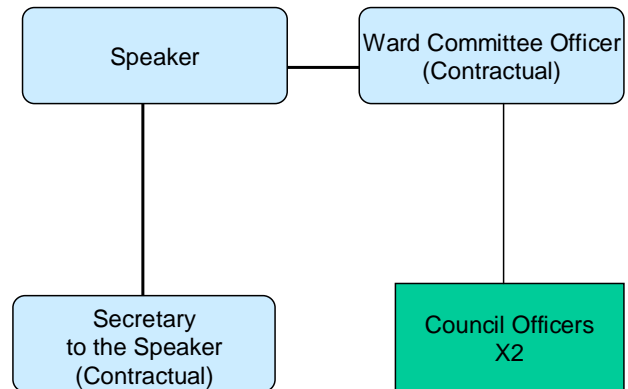 Speaker
Ward Committee Officer
(Contractual)
Secretary
to the Speaker
(Contractual)
Council Officers
X2